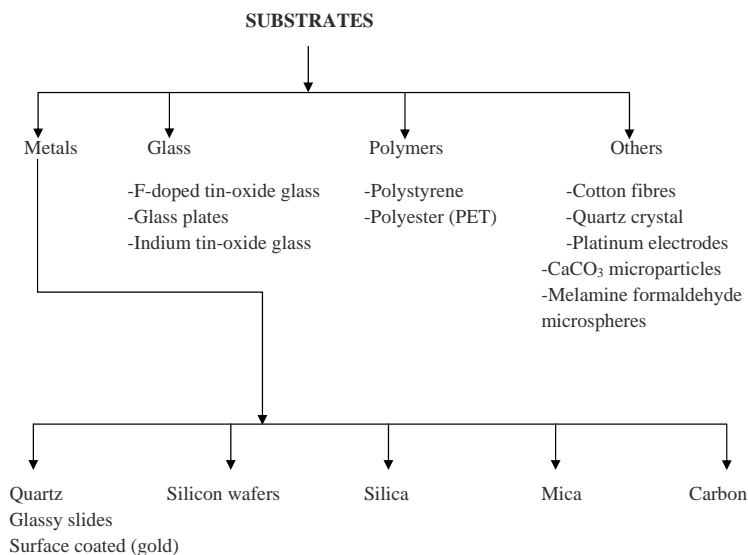 SUBSTRATES
Metals
Glass
Polymers
Others
-F-doped tin-oxide glass
-Glass plates
-Indium tin-oxide glass
-Polystyrene
-Polyester (PET)
-Cotton fibres
-Quartz crystal
-Platinum electrodes
-CaCO₃ microparticles
-Melamine formaldehyde
microspheres
Quartz
Glassy slides
Surface coated (gold)
Silicon wafers
Silica
Mica
Carbon